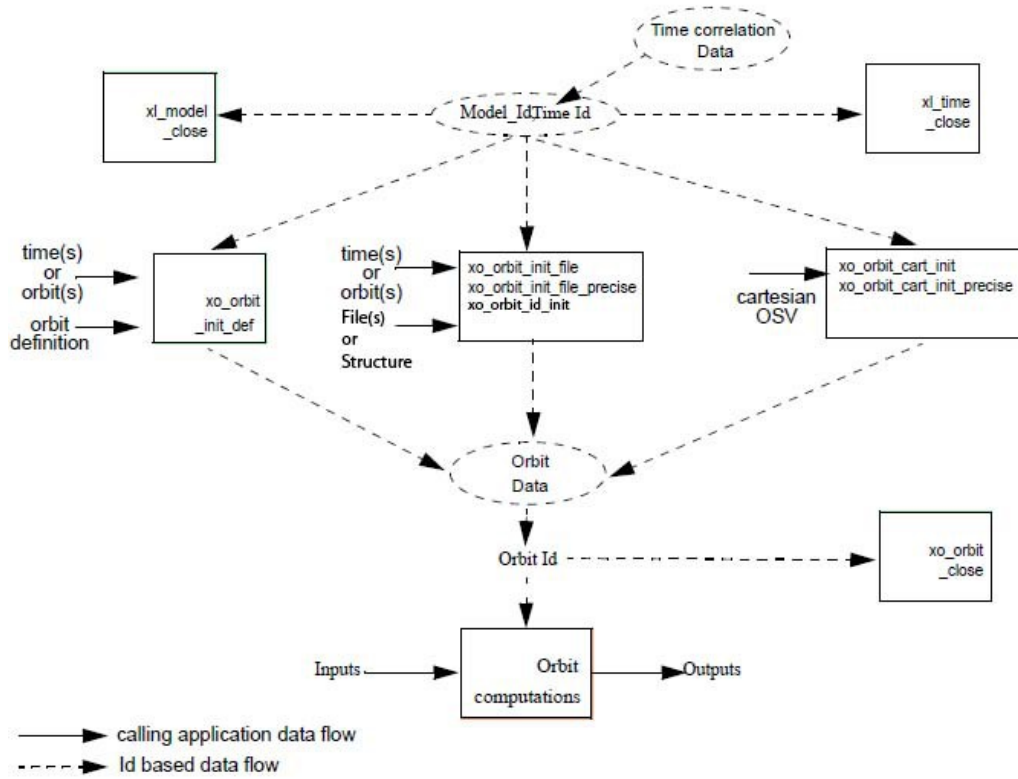 Time correlation
Data
xl_model
_close
Model_Id,Time Id
xl_time
_close
time(s)
or
orbit(s)
orbit
definition
xo_orbit
_init_def
time(s)
or
orbit(s)
File(s)
or
Structure
xo_orbit_init_file
xo_orbit_init_file_precise
xo_orbit_id_init
cartesian
OSV
xo_orbit_cart_init
xo_orbit_cart_init_precise
Orbit
Data
Orbit Id
xo_orbit
_close
Inputs
Orbit
computations
Outputs
calling application data flow
Id based data flow